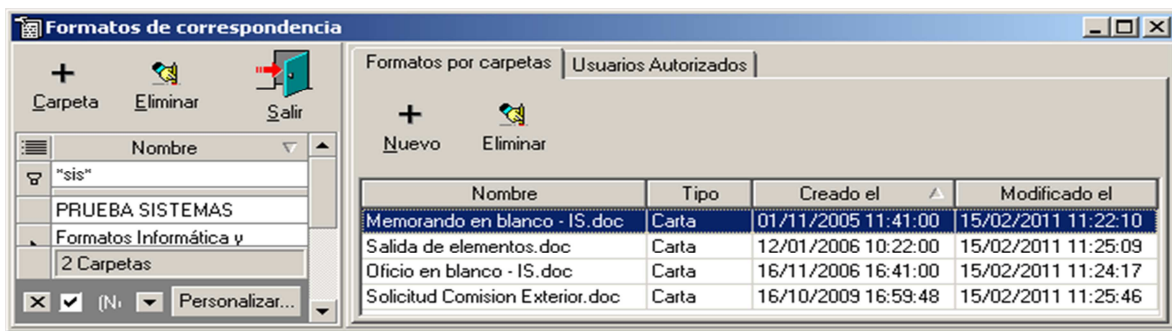 Formatos de correspondencia
Carpeta Eliminar Salir
Nombre
*sis*
PRUEBA SISTEMAS
Formatos Informática y
2 Carpetas
Personalizar...
Formatos por carpetas Usuarios Autorizados
Nuevo Eliminar
Nombre Tipo Creado el Modificado el
Memorando en blanco - IS.doc Carta 01/11/2005 11:41:00 15/02/2011 11:22:10
Salida de elementos.doc Carta 12/01/2006 10:22:00 15/02/2011 11:25:09
Oficio en blanco - IS.doc Carta 16/11/2006 16:41:00 15/02/2011 11:24:17
Solicitud Comision Exterior.doc Carta 16/10/2009 16:59:48 15/02/2011 11:25:46